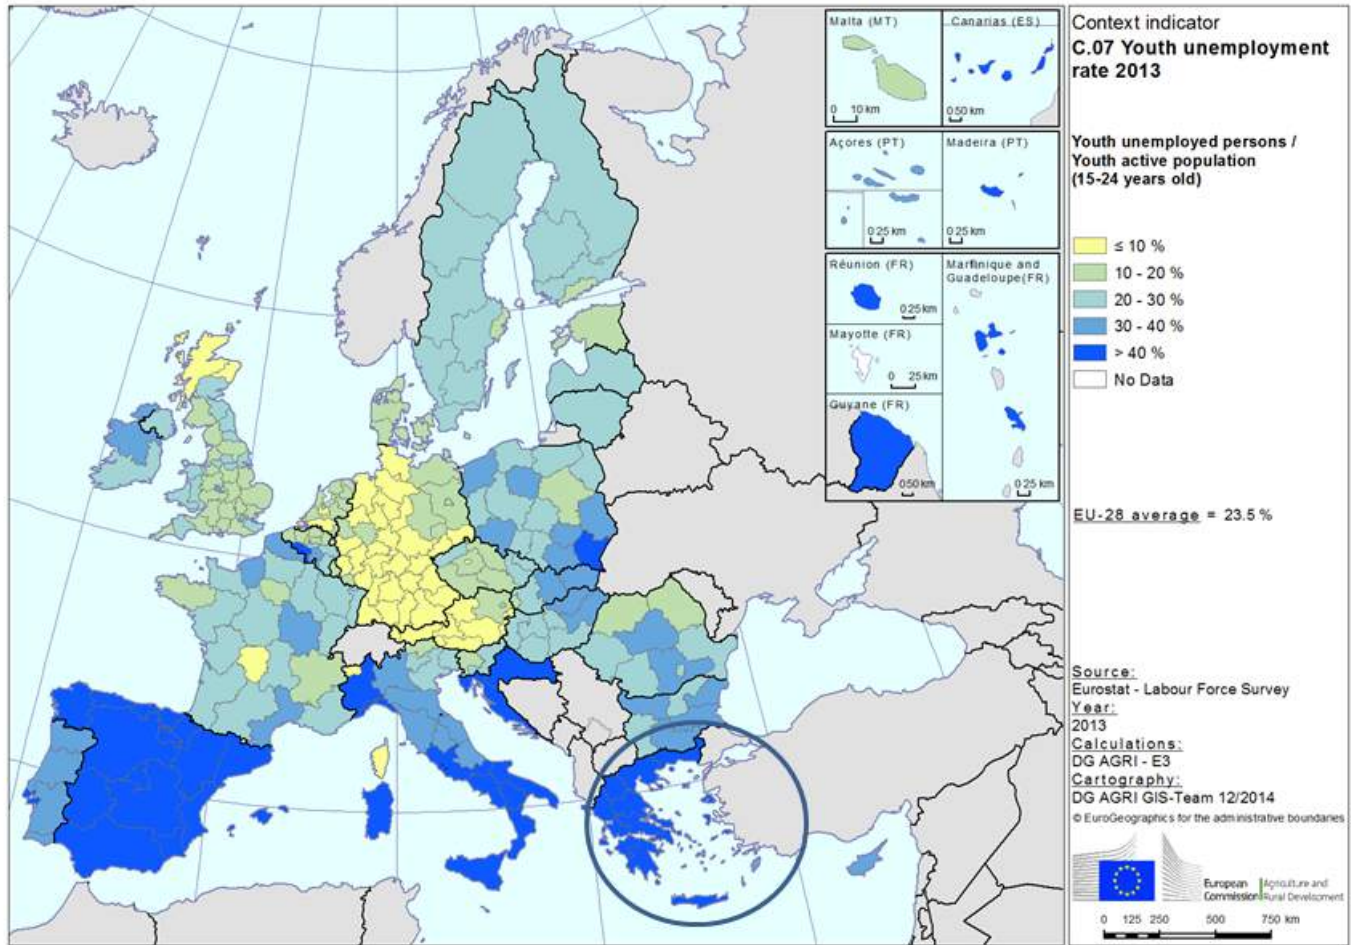 Malta (MT)
0 10 km
Canarias (ES)
0 50 km
Açores (PT)
0 25 km
Madeira (PT)
0 25 km
Réunion (FR)
0 25 km
Mayotte (FR)
0 25 km
Guyane (FR)
0 50 km
Martinique and
Guadeloupe(FR)
0 25 km
Context indicator
C.07 Youth unemployment
rate 2013
Youth unemployed persons /
Youth active population
(15-24 years old)
≤ 10 %
10 - 20 %
20 - 30 %
30 - 40 %
> 40 %
No Data
EU-28 average = 23.5 %
Source:
Eurostat - Labour Force Survey
Year:
2013
Calculations:
DG AGRI - E3
Cartography:
DG AGRI GIS-Team 12/2014
© EuroGeographics for the administrative boundaries
European
Commission
Agriculture and
Rural Development
0 125 250 500 750 km